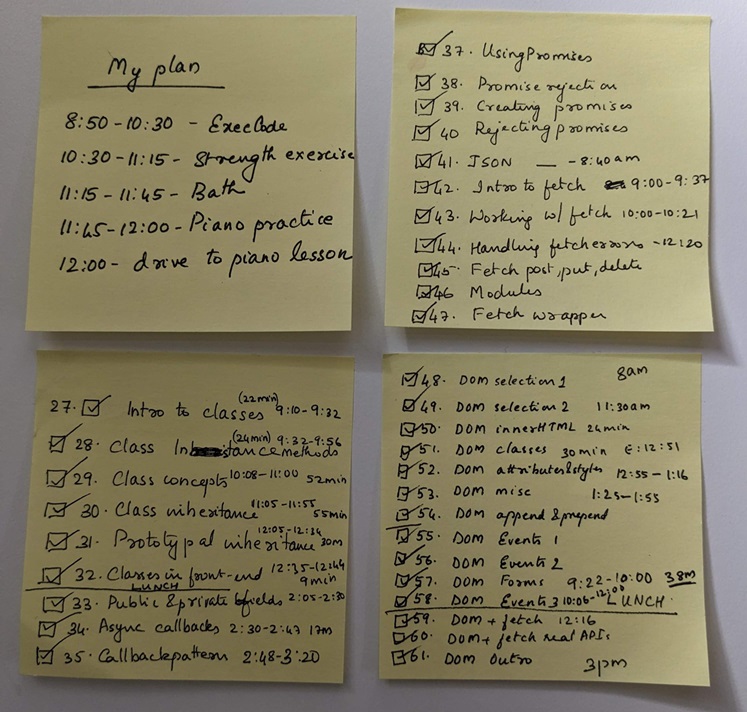 My plan
8:50-10:30 - ExecCode
10:30-11:15 - Strength exercise
11:15 - 11:45 - Bath
11:45-12:00 - Piano practice
12:00 - drive to piano lesson
37. Using Promises
38. Promise rejection
39. Creating promises
40 Rejecting promises
41. JSON — - 8:40am
42. Intro to fetch 9:00-9:37
43. Working w/ fetch 10:00-10:21
44. Handling fetch errors -12:20
45. Fetch post, put, delete
46 Modules
47. Fetch wrapper
27. Intro to classes (22min) 9:10-9:32
28. Class instance methods (24min) 9:32-9:56
29. Class concepts 10:08-11:00 52min
30. Class inheritance 11:05-11:55 55min
31. Prototypal inheritance 12:05-12:34 30m
32. Classes in front-end 12:35-12:44 9min
LUNCH
33. Public & private fields 2:05-2:30
34. Async callbacks 2:30-2:47 17m
35. Callback pattern 2:48-3:20
8am
48. DOM selection 1
49. DOM selection 2 11:30am
50. DOM innerHTML 24min
51. DOM classes 30min E:12:51
52. DOM attributes & styles 12:55-1:16
53. DOM misc 1:25-1:55
54. DOM append & prepend
55. DOM Events 1
56. DOM Events 2
57. DOM Forms 9:22-10:00 38m
58. DOM Events 3 10:06-12:00 LUNCH
59. DOM + fetch 12:16
60. DOM + fetch real APIs
61. DOM Outro
3pm